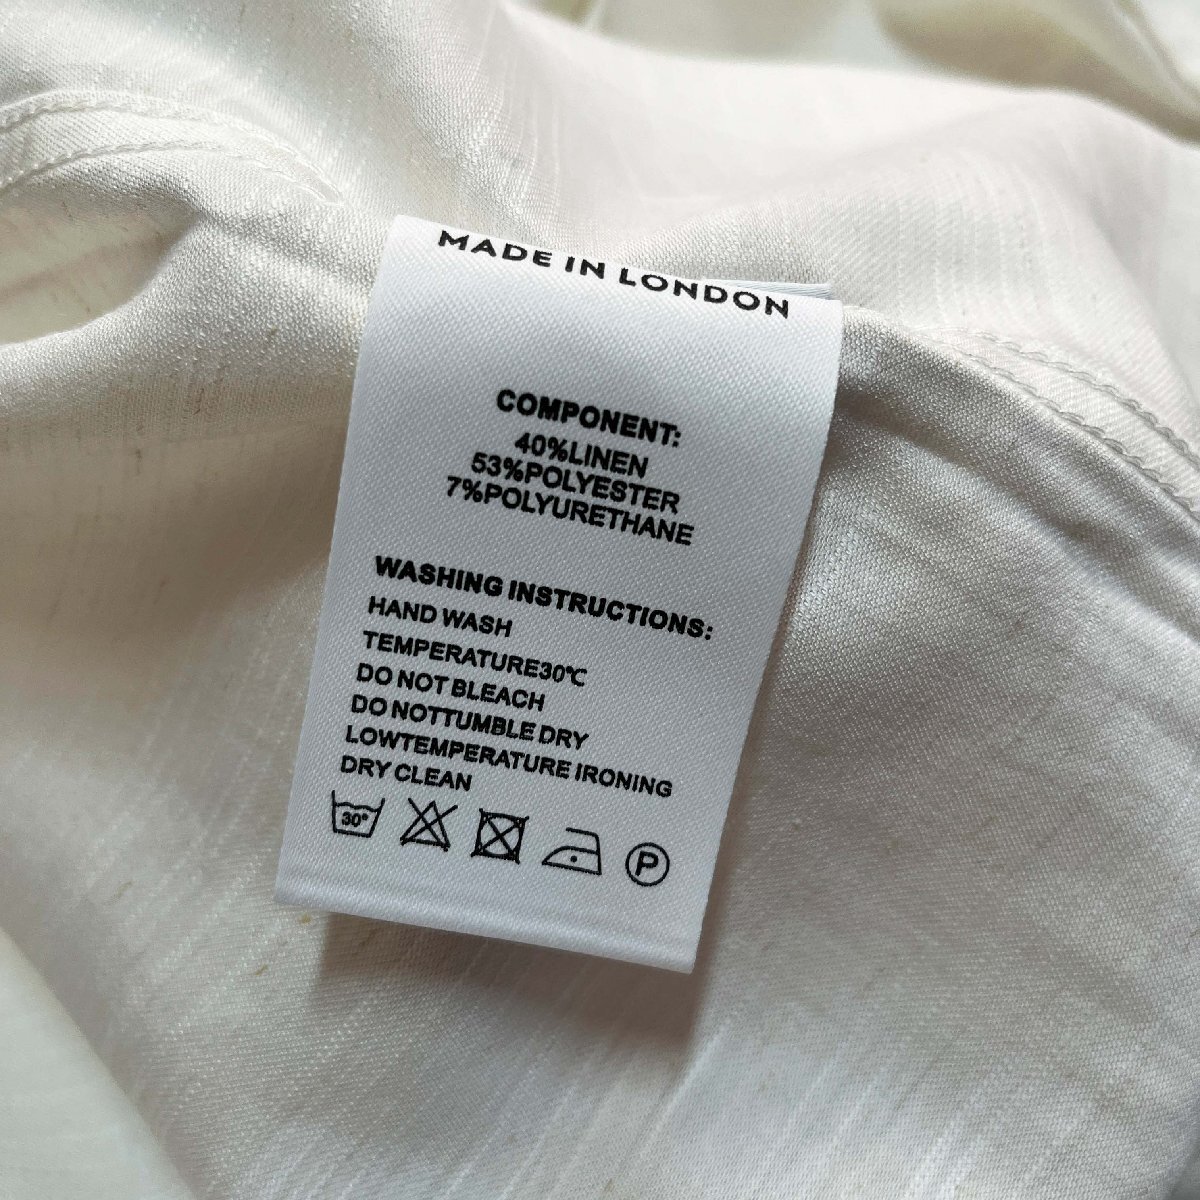 MADE IN LONDON
COMPONENT:
40%LINEN
53%POLYESTER
7%POLYURETHANE
WASHING INSTRUCTIONS:
HAND WASH
TEMPERATURE30℃
DO NOT BLEACH
DO NOTTUMBLE DRY
LOWTEMPERATURE IRONING
DRY CLEAN
30° P